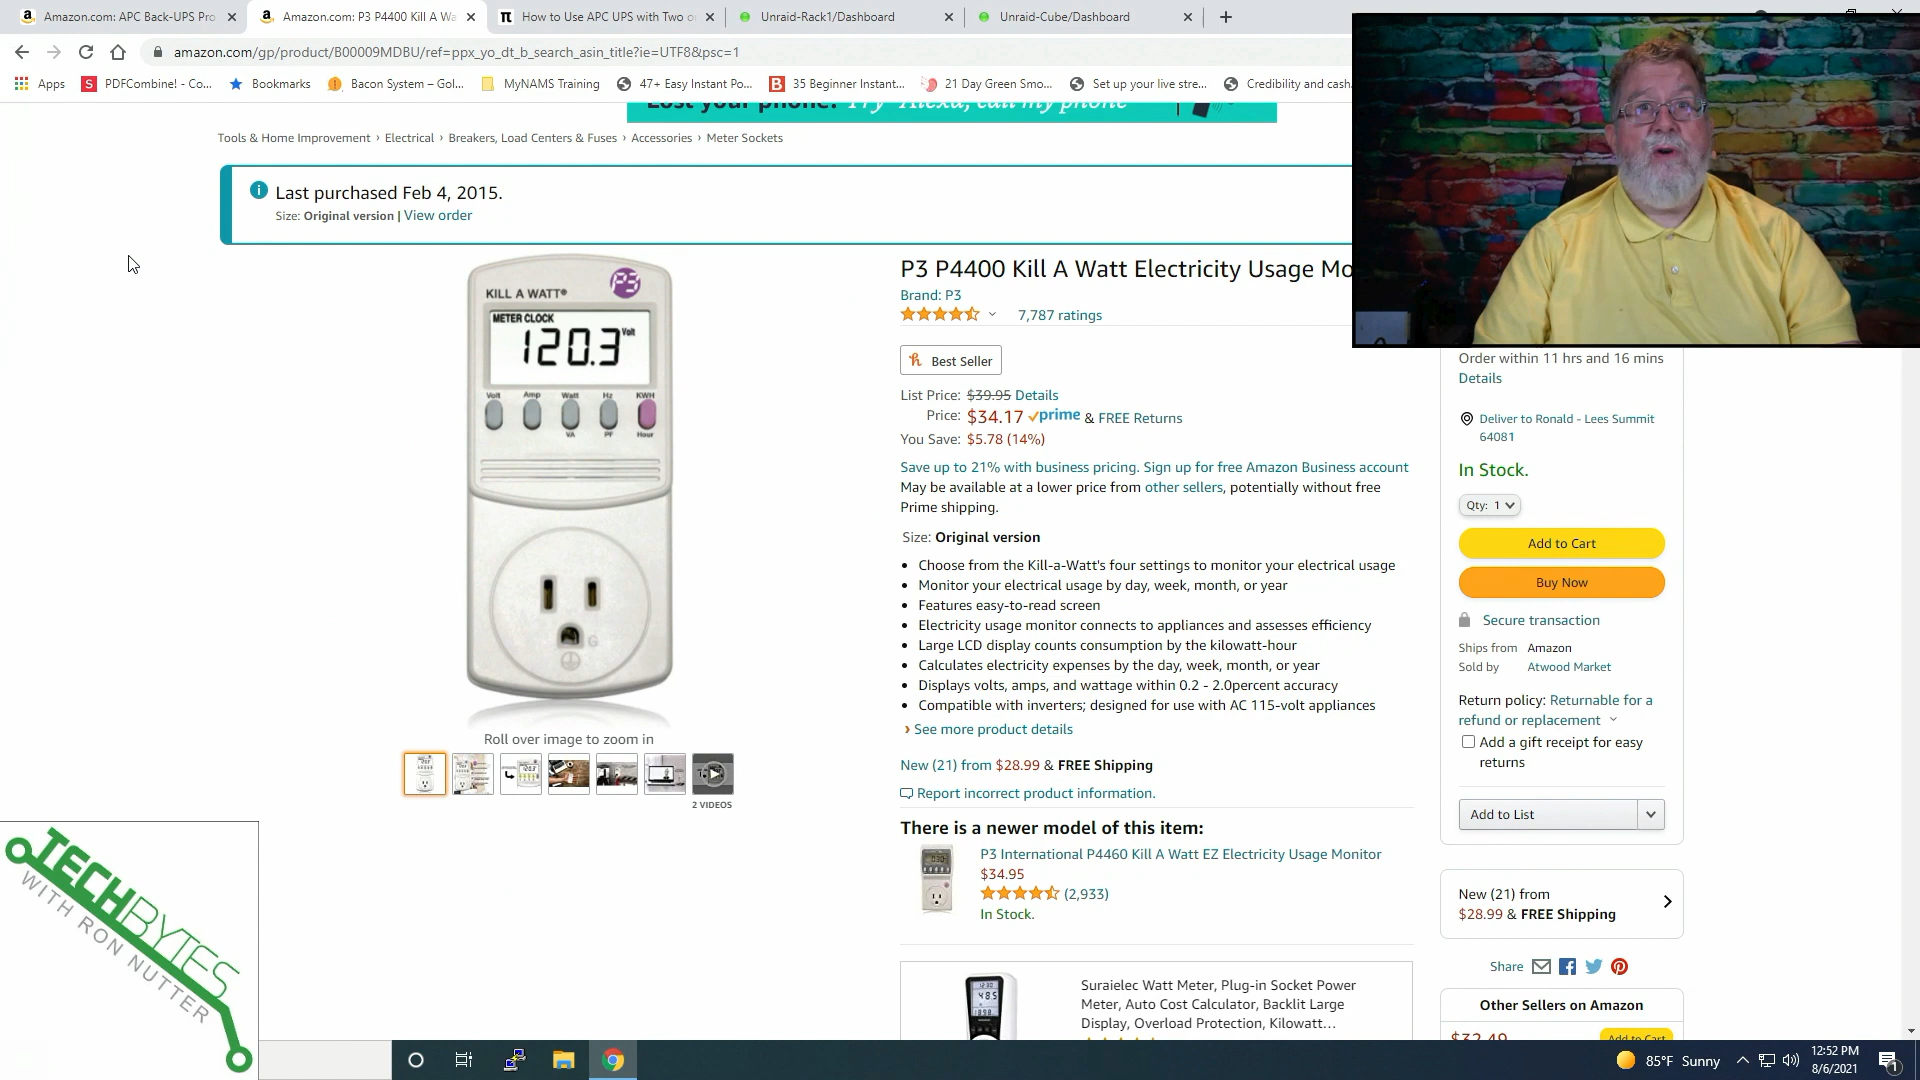 Amazon.com: APC Back-UPS Pro
Amazon.com: P3 P4400 Kill A Wa
How to Use APC UPS with Two o
Unraid-Rack1/Dashboard
Unraid-Cube/Dashboard
amazon.com/gp/product/B00009MDBU/ref=ppx_yo_dt_b_search_asin_title?ie=UTF8&psc=1
Apps
PDFCombine! - Co...
Bookmarks
Bacon System – Gol...
MyNAMS Training
47+ Easy Instant Po...
35 Beginner Instant...
21 Day Green Smo...
Set up your live stre...
Credibility and cash
Lost your phone? Try "Alexa, call my phone"
Tools & Home Improvement › Electrical › Breakers, Load Centers & Fuses › Accessories › Meter Sockets
Last purchased Feb 4, 2015.
Size: Original version | View order
P3
KILL A WATT®
METER CLOCK
120.3 Volt
Volt Amp Watt Hz KWH
VA PF Hour
G
Roll over image to zoom in
2 VIDEOS
P3 P4400 Kill A Watt Electricity Usage Mo
Brand: P3
7,787 ratings
Best Seller
List Price: $39.95 Details
Price: $34.17 prime & FREE Returns
You Save: $5.78 (14%)
Save up to 21% with business pricing. Sign up for free Amazon Business account
May be available at a lower price from other sellers, potentially without free
Prime shipping.
Size: Original version
• Choose from the Kill-a-Watt's four settings to monitor your electrical usage
• Monitor your electrical usage by day, week, month, or year
• Features easy-to-read screen
• Electricity usage monitor connects to appliances and assesses efficiency
• Large LCD display counts consumption by the kilowatt-hour
• Calculates electricity expenses by the day, week, month, or year
• Displays volts, amps, and wattage within 0.2 - 2.0percent accuracy
• Compatible with inverters; designed for use with AC 115-volt appliances
› See more product details
New (21) from $28.99 & FREE Shipping
Report incorrect product information.
There is a newer model of this item:
P3 International P4460 Kill A Watt EZ Electricity Usage Monitor
$34.95
(2,933)
In Stock.
Suraielec Watt Meter, Plug-in Socket Power
Meter, Auto Cost Calculator, Backlit Large
Display, Overload Protection, Kilowatt...
Order within 11 hrs and 16 mins
Details
Deliver to Ronald - Lees Summit
64081
In Stock.
Qty: 1
Add to Cart
Buy Now
Secure transaction
Ships from Amazon
Sold by Atwood Market
Return policy: Returnable for a
refund or replacement
Add a gift receipt for easy
returns
Add to List
New (21) from
$28.99 & FREE Shipping
Share
Other Sellers on Amazon
$32.49
Add to Cart
TECHBYTES
WITH RON NUTTER
85°F Sunny
12:52 PM
8/6/2021
1